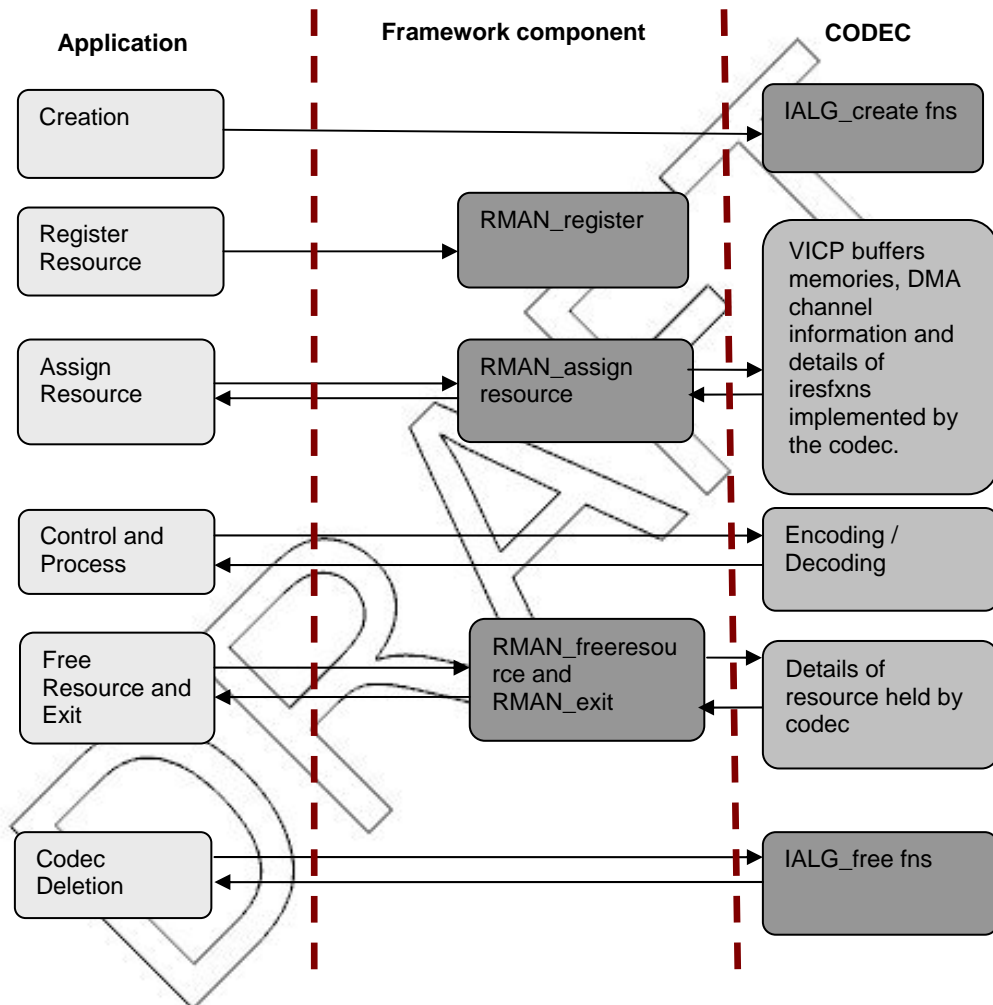 Application
Framework component
CODEC
Creation
IALG_create fns
Register
Resource
RMAN_register
VICP buffers
memories, DMA
channel
information and
details of
iresfxns
implemented by
the codec.
Assign
Resource
RMAN_assign
resource
Control and
Process
Encoding /
Decoding
Free
Resource and
Exit
RMAN_freeresou
rce and
RMAN_exit
Details of
resource held by
codec
Codec
Deletion
IALG_free fns
DRAFT